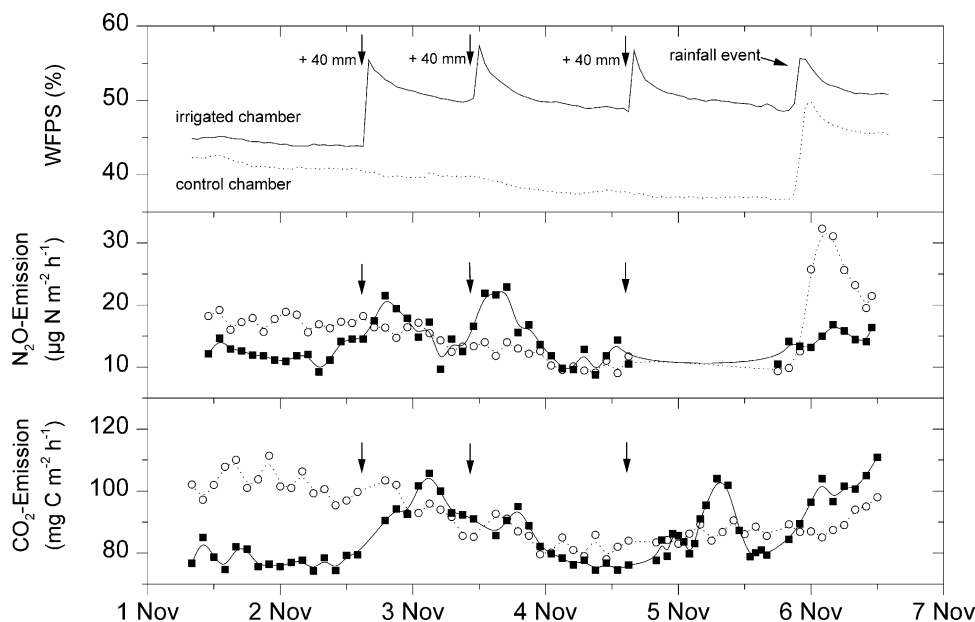 60
50
40
WFPS (%)
+ 40 mm
+ 40 mm
+ 40 mm
rainfall event
irrigated chamber
control chamber
30
20
10
N₂O-Emission
(µg N m⁻² h⁻¹)
120
100
80
CO₂-Emission
(mg C m⁻² h⁻¹)
1 Nov 2 Nov 3 Nov 4 Nov 5 Nov 6 Nov 7 Nov